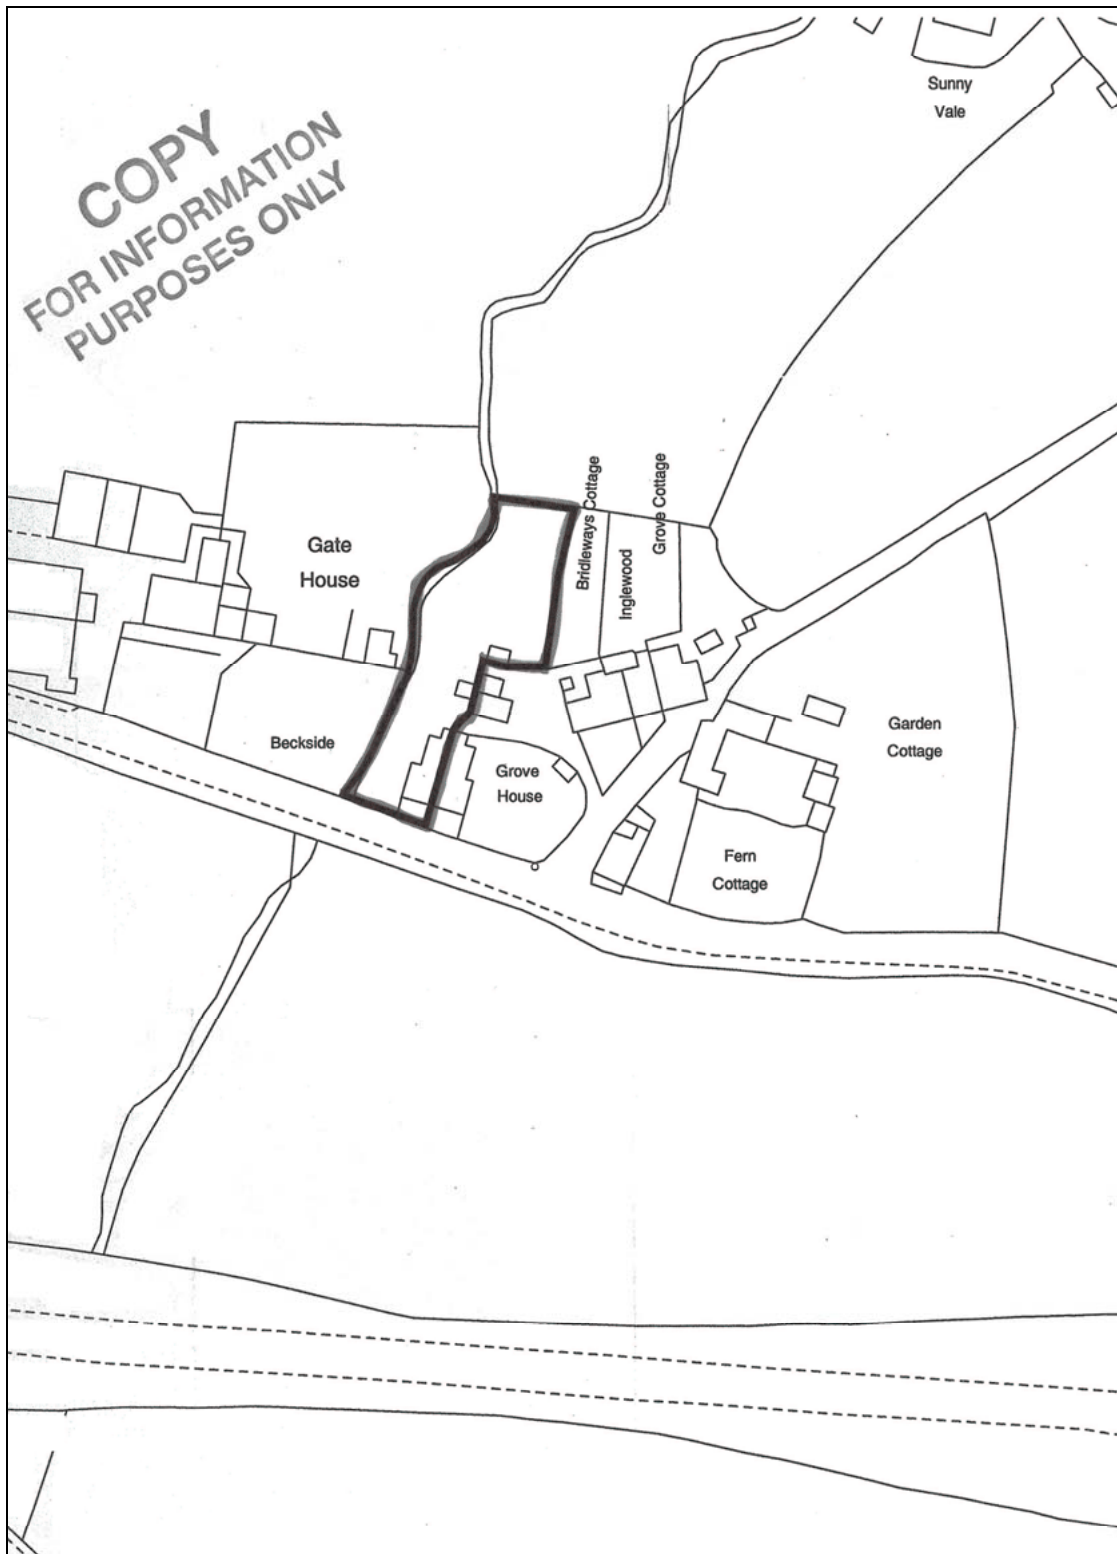 COPY
FOR INFORMATION
PURPOSES ONLY
Sunny
Vale
Bridleways Cottage
Grove Cottage
Inglewood
Gate
House
Beckside
Grove
House
Garden
Cottage
Fern
Cottage